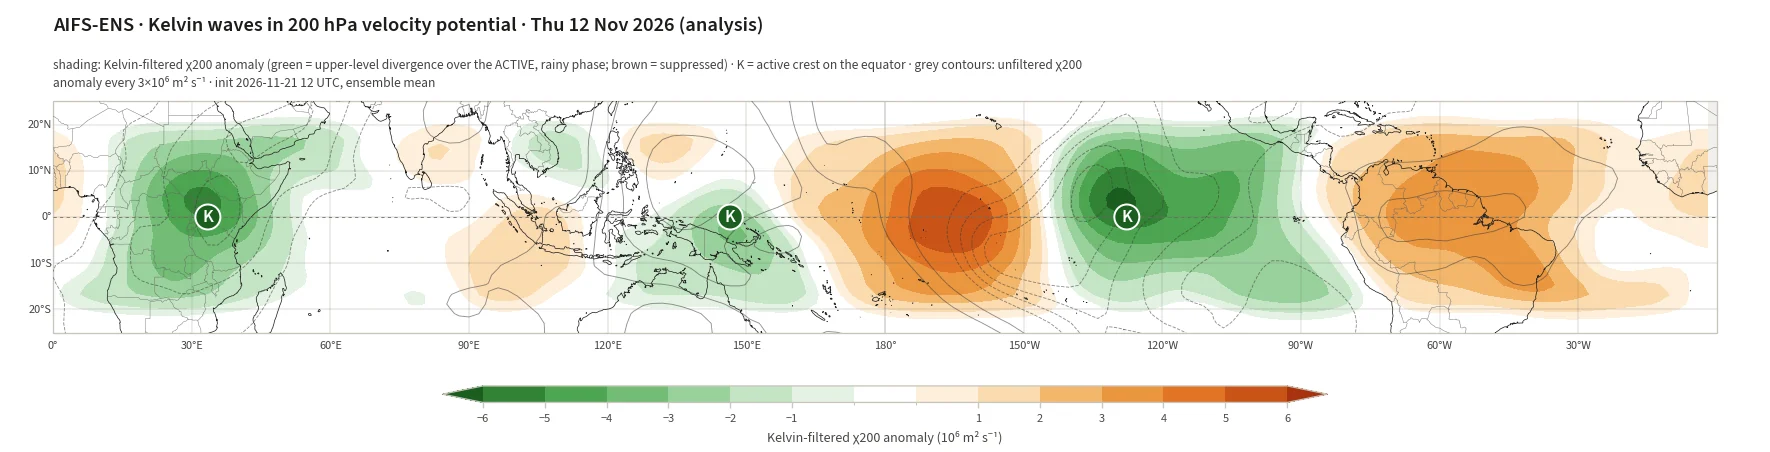 AIFS-ENS · Kelvin waves in 200 hPa velocity potential · Thu 12 Nov 2026 (analysis)
shading: Kelvin-filtered χ200 anomaly (green = upper-level divergence over the ACTIVE, rainy phase; brown = suppressed) · K = active crest on the equator · grey contours: unfiltered χ200
anomaly every 3×10⁶ m² s⁻¹ · init 2026-11-21 12 UTC, ensemble mean
20°N
10°N
0°
10°S
20°S
K K K
0° 30°E 60°E 90°E 120°E 150°E 180° 150°W 120°W 90°W 60°W 30°W
−6 −5 −4 −3 −2 −1 1 2 3 4 5 6
Kelvin-filtered χ200 anomaly (10⁶ m² s⁻¹)